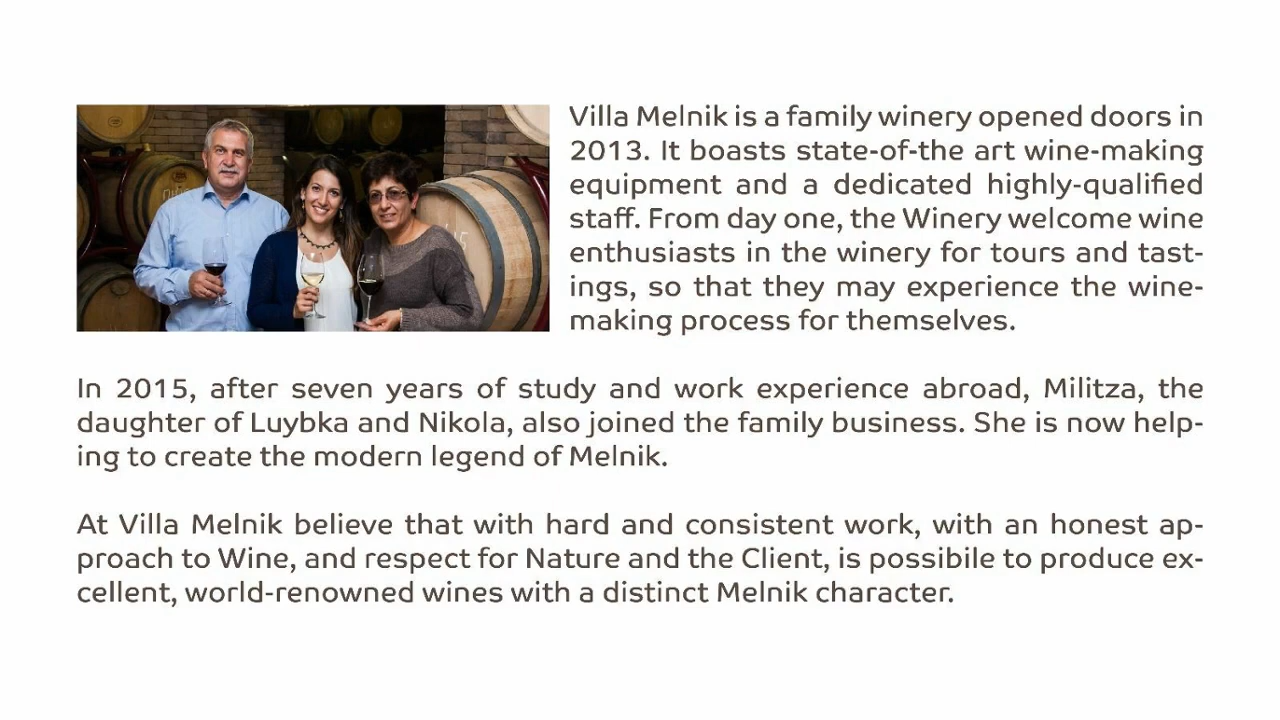 Villa Melnik is a family winery opened doors in
2013. It boasts state-of-the art wine-making
equipment and a dedicated highly-qualified
staff. From day one, the Winery welcome wine
enthusiasts in the winery for tours and tast-
ings, so that they may experience the wine-
making process for themselves.
In 2015, after seven years of study and work experience abroad, Militza, the
daughter of Luybka and Nikola, also joined the family business. She is now help-
ing to create the modern legend of Melnik.
At Villa Melnik believe that with hard and consistent work, with an honest ap-
proach to Wine, and respect for Nature and the Client, is possibile to produce ex-
cellent, world-renowned wines with a distinct Melnik character.